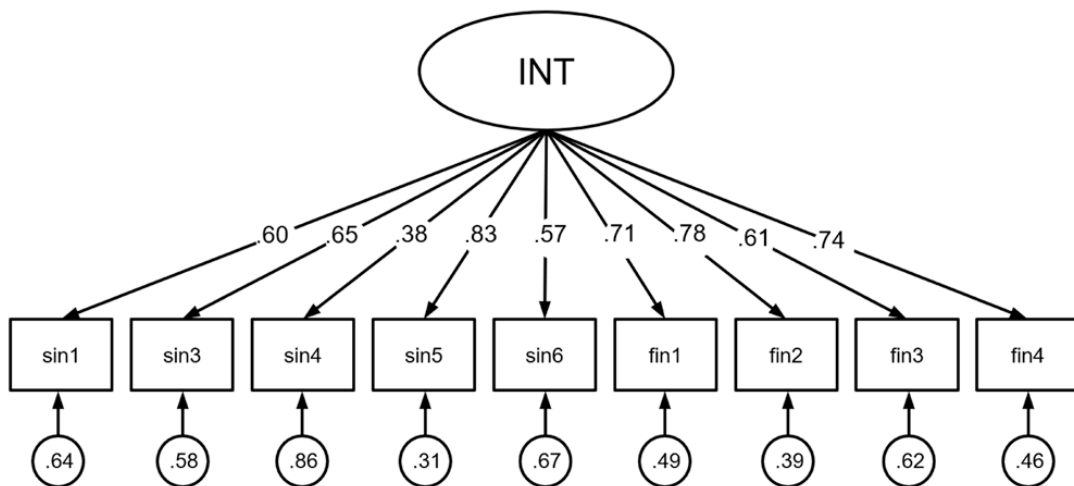 INT
.60 .65 .38 .83 .57 .71 .78 .61 .74
sin1 sin3 sin4 sin5 sin6 fin1 fin2 fin3 fin4
.64 .58 .86 .31 .67 .49 .39 .62 .46